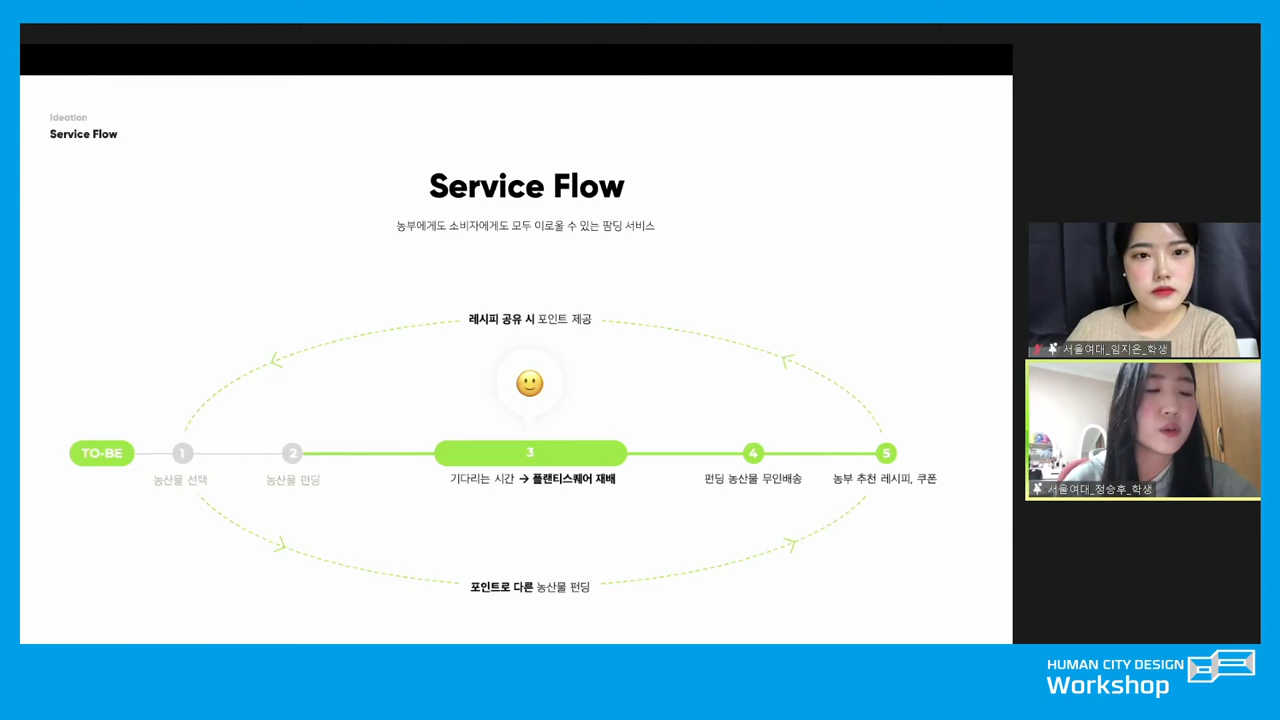 Ideation
Service Flow
Service Flow
농부에게도 소비자에게도 모두 이로울 수 있는 팜딩 서비스
레시피 공유 시 포인트 제공
TO-BE
1
2
3
4
5
농산물 선택
농산물 펀딩
기다리는 시간 → 플랜티스퀘어 재배
펀딩 농산물 무인배송
농부 추천 레시피, 쿠폰
포인트로 다른 농산물 펀딩
서울여대_임지은_학생
서울여대_정승후_학생
HUMAN CITY DESIGN
Workshop